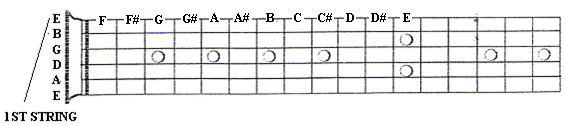 E F F# G G# A A# B C C# D D# E
B
G
D
A
E
1ST STRING